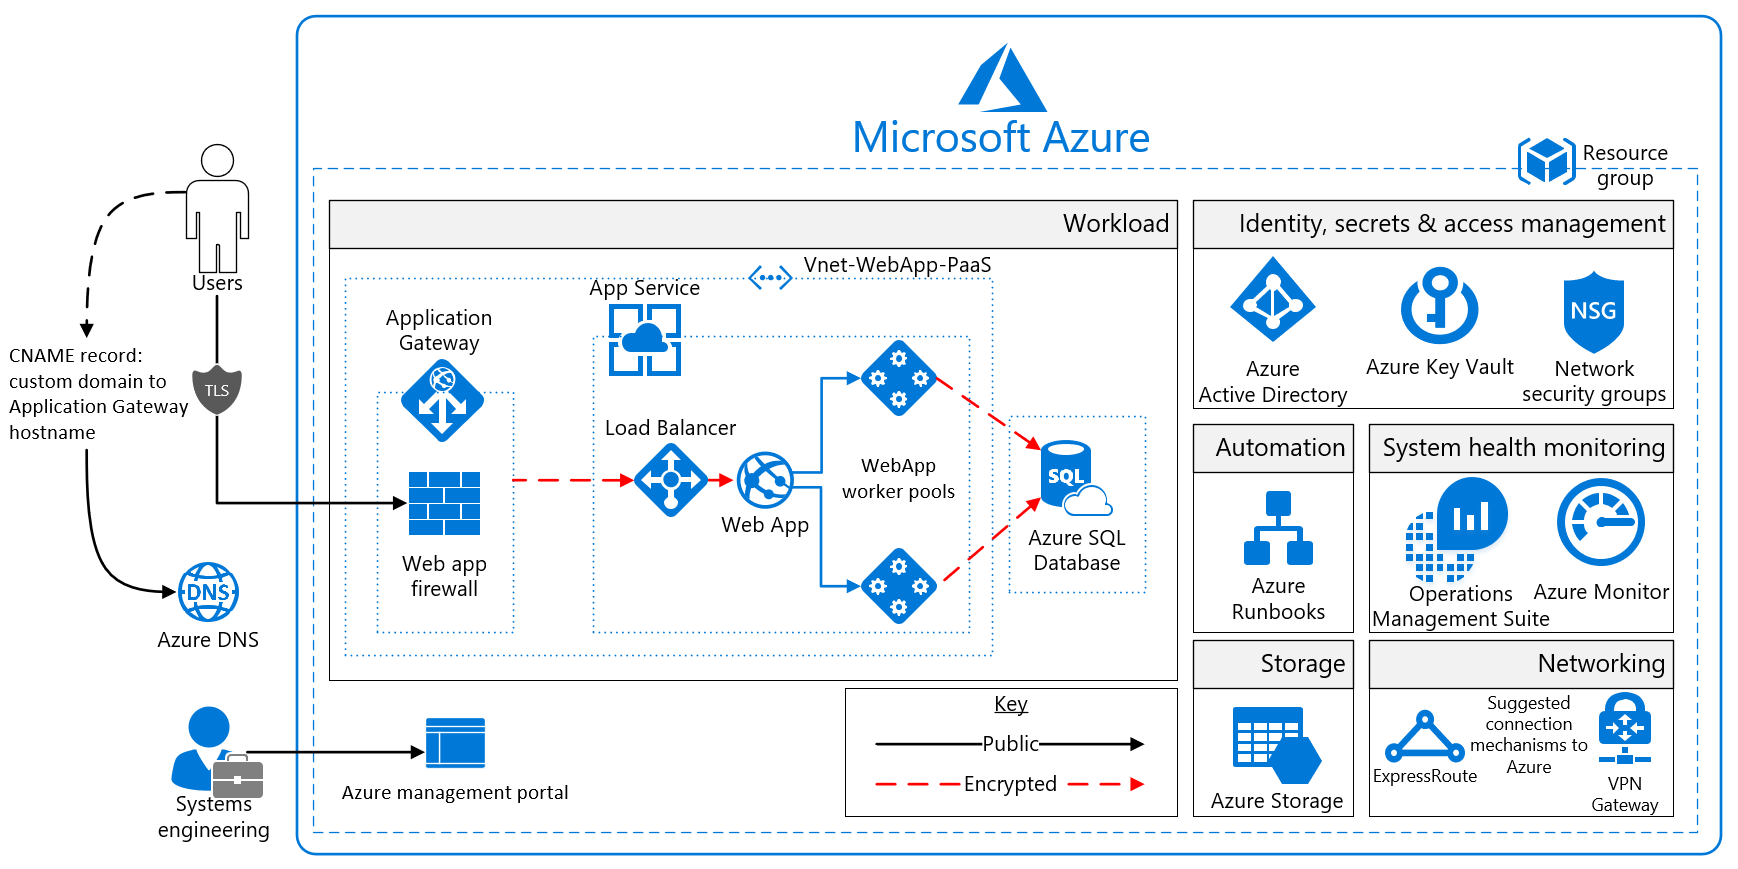 Microsoft Azure
Resource
group
Users
CNAME record:
custom domain to
Application Gateway
hostname
TLS
DNS
Azure DNS
Systems
engineering
Workload
Vnet-WebApp-PaaS
App Service
Application
Gateway
Web app
firewall
Load Balancer
Web App
WebApp
worker pools
SQL
Azure SQL
Database
Azure management portal
Key
Public
Encrypted
Identity, secrets & access management
Azure
Active Directory
Azure Key Vault
NSG
Network
security groups
Automation
Azure
Runbooks
System health monitoring
Operations
Management Suite
Azure Monitor
Storage
Azure Storage
Networking
ExpressRoute
Suggested
connection
mechanisms to
Azure
VPN
Gateway